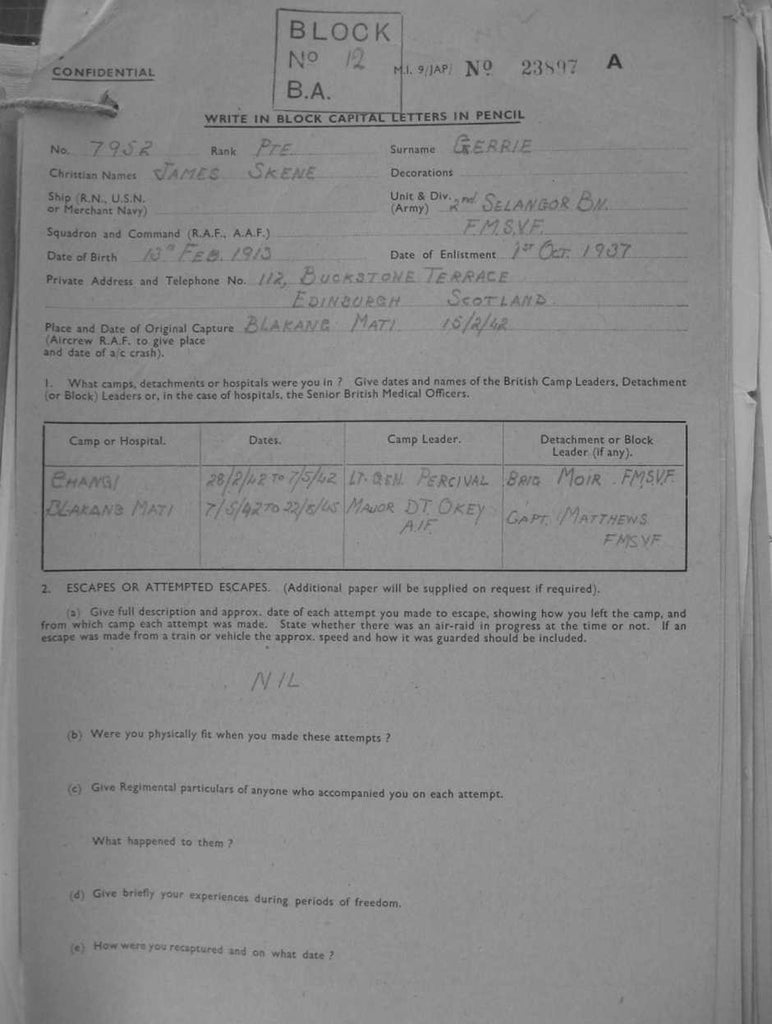 BLOCK
Nº 12
B.A.
CONFIDENTIAL
M.I. 9/JAP/ Nº 23897 A
WRITE IN BLOCK CAPITAL LETTERS IN PENCIL
No. 7952 Rank PTE Surname GERRIE
Christian Names JAMES SKENE Decorations
Ship (R.N., U.S.N. or Merchant Navy)
Unit & Div. (Army) 2nd SELANGOR BN.
F.M.S.V.F.
Squadron and Command (R.A.F., A.A.F.)
Date of Birth 13th FEB. 1913 Date of Enlistment 1ST OCT. 1937
Private Address and Telephone No. 112, BUCKSTONE TERRACE
EDINBURGH SCOTLAND.
Place and Date of Original Capture BLAKANG MATI 15/2/42
(Aircrew R.A.F. to give place
and date of a/c crash).
1. What camps, detachments or hospitals were you in ? Give dates and names of the British Camp Leaders, Detachment
(or Block) Leaders or, in the case of hospitals, the Senior British Medical Officers.
Camp or Hospital. Dates. Camp Leader. Detachment or Block Leader (if any).
CHANGI 28/2/42 TO 7/5/42 LT. GEN. PERCIVAL BRIG MOIR. FMSVF.
BLAKANG MATI 7/5/42 TO 22/8/45 MAJOR DT OKEY A.I.F. CAPT. MATTHEWS FMSVF
2. ESCAPES OR ATTEMPTED ESCAPES. (Additional paper will be supplied on request if required).
(a) Give full description and approx. date of each attempt you made to escape, showing how you left the camp, and
from which camp each attempt was made. State whether there was an air-raid in progress at the time or not. If an
escape was made from a train or vehicle the approx. speed and how it was guarded should be included.
NIL
(b) Were you physically fit when you made these attempts ?
(c) Give Regimental particulars of anyone who accompanied you on each attempt.
What happened to them ?
(d) Give briefly your experiences during periods of freedom.
(e) How were you recaptured and on what date ?